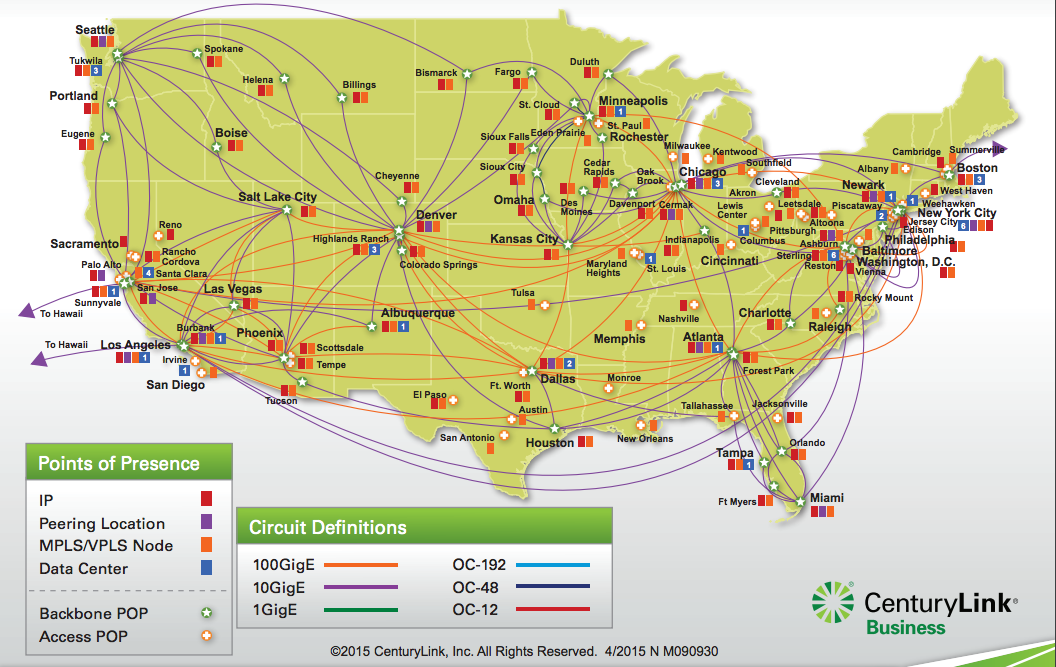 Seattle
Tukwila
3
Spokane
Portland
Helena
Billings
Eugene
Boise
Bismarck
Fargo
Duluth
St. Cloud
Minneapolis
1
St. Paul
Eden Prairie
Rochester
Sioux Falls
Sioux City
Omaha
Cedar
Rapids
Des
Moines
Davenport
Oak
Brook
Milwaukee
Kentwood
Southfield
Chicago
3
Cermak
Cleveland
Akron
Lewis
Center
1
Columbus
Leetsdale
Pittsburgh
Altoona
Piscataway
Albany
Cambridge
Summerville
Boston
3
West Haven
Newark
1
1
Weehawken
2
New York City
6
Jersey City
Edison
Philadelphia
Ashburn
Baltimore
Sterling
6
Washington, D.C.
Reston
Vienna
Cheyenne
Salt Lake City
Denver
Highlands Ranch
3
Colorado Springs
Kansas City
Maryland
Heights
1
St. Louis
Indianapolis
Cincinnati
Reno
Sacramento
Rancho
Cordova
Palo Alto
4
Santa Clara
1
San Jose
Sunnyvale
To Hawaii
To Hawaii
Las Vegas
Burbank
1
Los Angeles
1
Irvine
1
San Diego
Phoenix
Scottsdale
Tempe
Tucson
Albuquerque
1
El Paso
Tulsa
Dallas
2
Ft. Worth
Austin
San Antonio
Houston
Memphis
Nashville
Monroe
New Orleans
Atlanta
1
Forest Park
Charlotte
Raleigh
Rocky Mount
Tallahassee
Jacksonville
Orlando
Tampa
1
Ft Myers
Miami
Points of Presence
IP
Peering Location
MPLS/VPLS Node
Data Center
Backbone POP
Access POP
Circuit Definitions
100GigE
OC-192
10GigE
OC-48
1GigE
OC-12
CenturyLink®
Business
©2015 CenturyLink, Inc. All Rights Reserved. 4/2015 N M090930